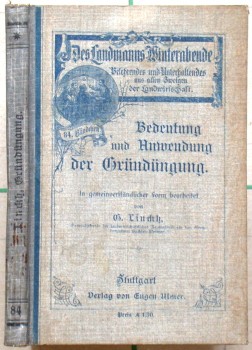 Des Landmanns Winterabende
Belehrendes und Unterhaltendes
aus allen Zweigen
der Landwirtschaft.
84. Bändchen
Bedeutung
und Anwendung
der Gründüngung.
In gemeinverständlicher Form bearbeitet
von
G. Linckh,
Stuttgart
Verlag von Eugen Ulmer.
Linckh, Gründüngung.
84